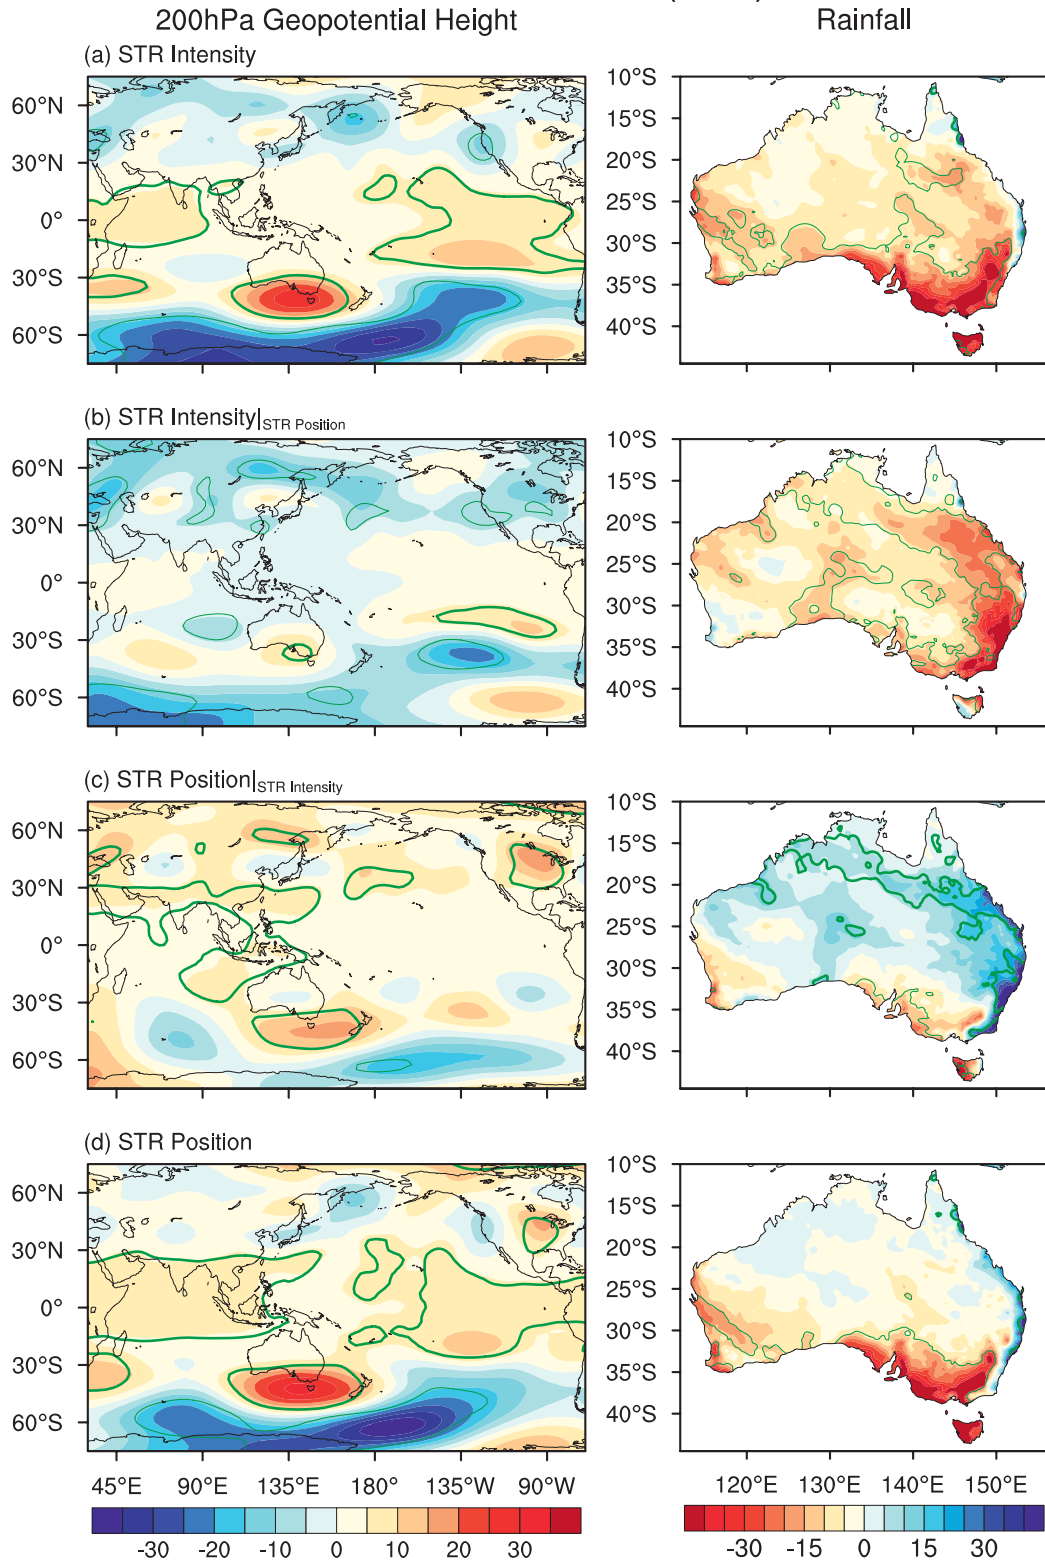 200hPa Geopotential Height
Rainfall
(a) STR Intensity
60°N
30°N
0°
30°S
60°S
10°S
15°S
20°S
25°S
30°S
35°S
40°S
(b) STR Intensity|STR Position
60°N
30°N
0°
30°S
60°S
10°S
15°S
20°S
25°S
30°S
35°S
40°S
(c) STR Position|STR Intensity
60°N
30°N
0°
30°S
60°S
10°S
15°S
20°S
25°S
30°S
35°S
40°S
(d) STR Position
60°N
30°N
0°
30°S
60°S
10°S
15°S
20°S
25°S
30°S
35°S
40°S
45°E 90°E 135°E 180° 135°W 90°W
120°E 130°E 140°E 150°E
-30 -20 -10 0 10 20 30
-30 -15 0 15 30